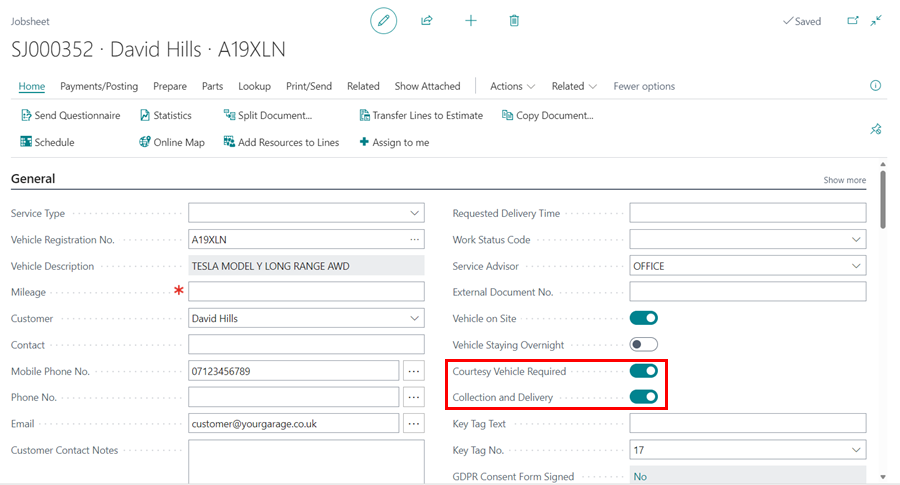 Jobsheet
Saved
SJ000352 · David Hills · A19XLN
Home Payments/Posting Prepare Parts Lookup Print/Send Related Show Attached Actions Related Fewer options
Send Questionnaire Statistics Split Document... Transfer Lines to Estimate Copy Document...
Schedule Online Map Add Resources to Lines Assign to me
General Show more
Service Type Requested Delivery Time
Vehicle Registration No. A19XLN Work Status Code
Vehicle Description TESLA MODEL Y LONG RANGE AWD Service Advisor OFFICE
Mileage * External Document No.
Customer David Hills Vehicle on Site
Contact Vehicle Staying Overnight
Mobile Phone No. 07123456789 Courtesy Vehicle Required
Phone No. Collection and Delivery
Email customer@yourgarage.co.uk Key Tag Text
Customer Contact Notes Key Tag No. 17
GDPR Consent Form Signed No